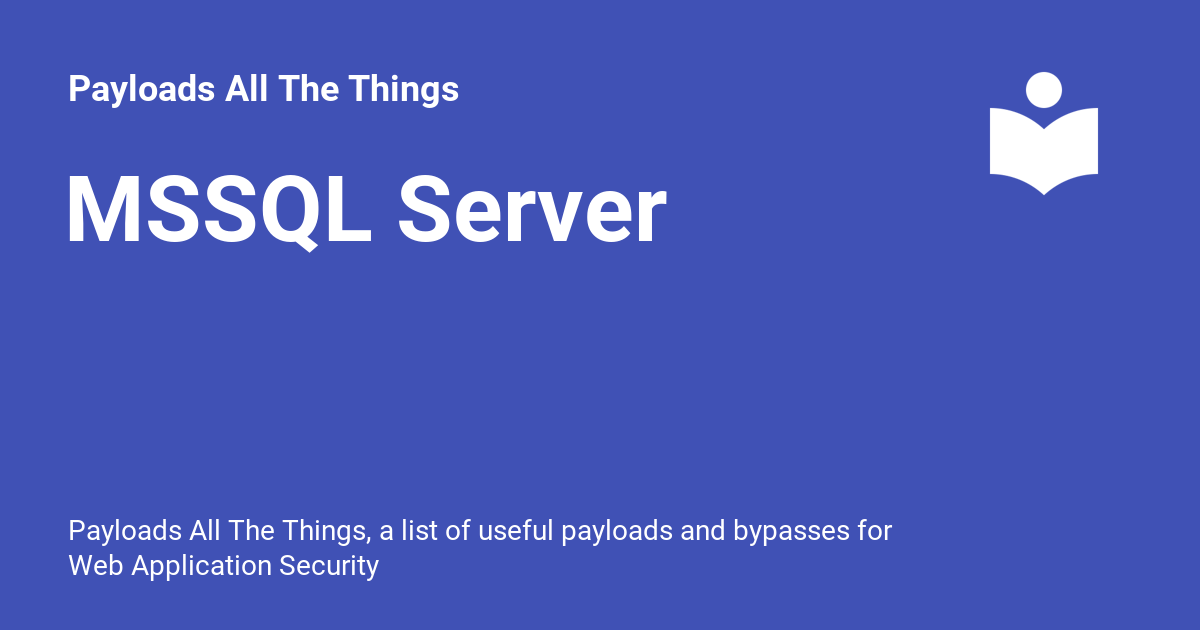 Payloads All The Things
MSSQL Server
Payloads All The Things, a list of useful payloads and bypasses for
Web Application Security